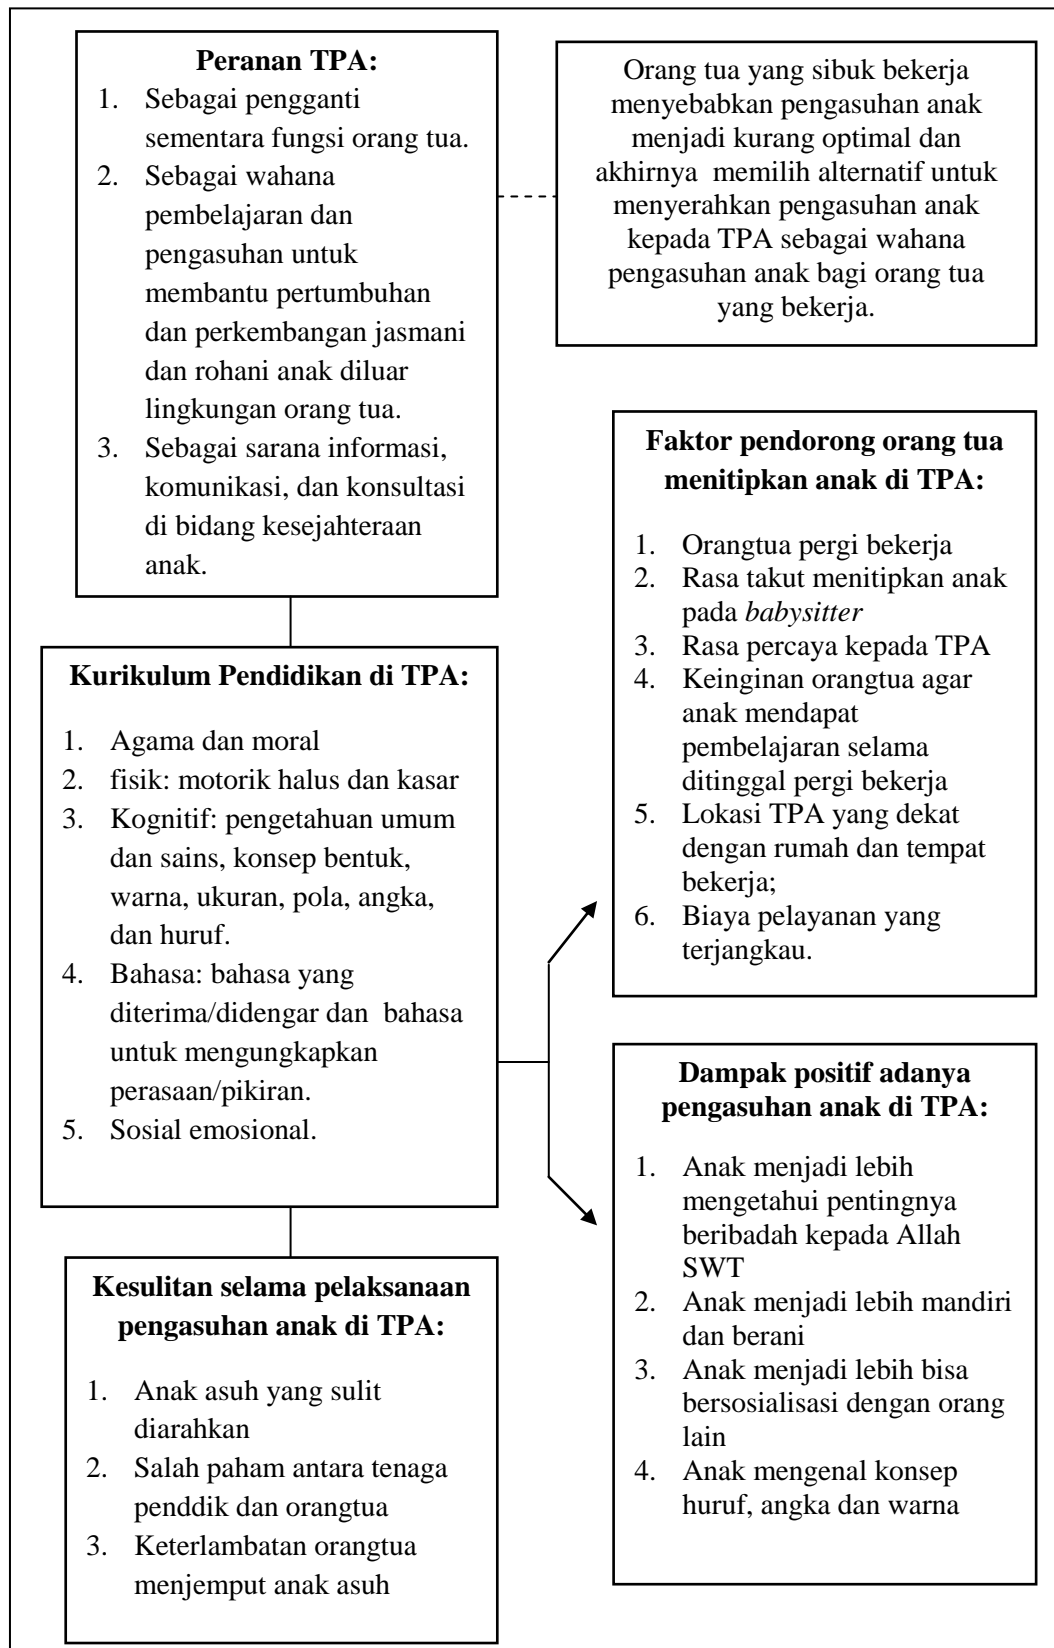 Peranan TPA:
1. Sebagai pengganti
sementara fungsi orang tua.
2. Sebagai wahana
pembelajaran dan
pengasuhan untuk
membantu pertumbuhan
dan perkembangan jasmani
dan rohani anak diluar
lingkungan orang tua.
3. Sebagai sarana informasi,
komunikasi, dan konsultasi
di bidang kesejahteraan
anak.
Orang tua yang sibuk bekerja
menyebabkan pengasuhan anak
menjadi kurang optimal dan
akhirnya memilih alternatif untuk
menyerahkan pengasuhan anak
kepada TPA sebagai wahana
pengasuhan anak bagi orang tua
yang bekerja.
Kurikulum Pendidikan di TPA:
1. Agama dan moral
2. fisik: motorik halus dan kasar
3. Kognitif: pengetahuan umum
dan sains, konsep bentuk,
warna, ukuran, pola, angka,
dan huruf.
4. Bahasa: bahasa yang
diterima/didengar dan bahasa
untuk mengungkapkan
perasaan/pikiran.
5. Sosial emosional.
Faktor pendorong orang tua
menitipkan anak di TPA:
1. Orangtua pergi bekerja
2. Rasa takut menitipkan anak
pada babysitter
3. Rasa percaya kepada TPA
4. Keinginan orangtua agar
anak mendapat
pembelajaran selama
ditinggal pergi bekerja
5. Lokasi TPA yang dekat
dengan rumah dan tempat
bekerja;
6. Biaya pelayanan yang
terjangkau.
Dampak positif adanya
pengasuhan anak di TPA:
1. Anak menjadi lebih
mengetahui pentingnya
beribadah kepada Allah
SWT
2. Anak menjadi lebih mandiri
dan berani
3. Anak menjadi lebih bisa
bersosialisasi dengan orang
lain
4. Anak mengenal konsep
huruf, angka dan warna
Kesulitan selama pelaksanaan
pengasuhan anak di TPA:
1. Anak asuh yang sulit
diarahkan
2. Salah paham antara tenaga
penddik dan orangtua
3. Keterlambatan orangtua
menjemput anak asuh